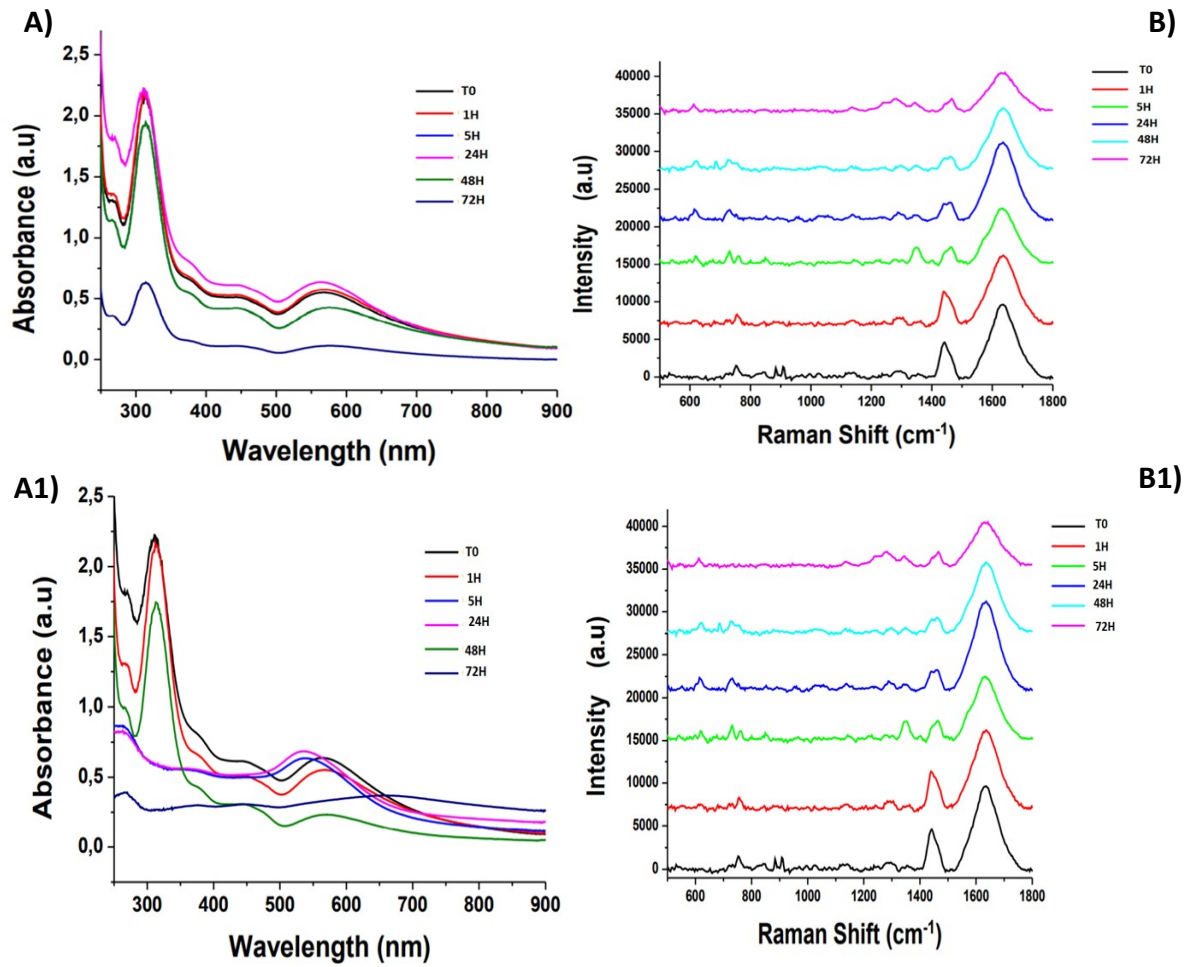 A)
2,5
2,0
1,5
1,0
0,5
0,0
Absorbance (a.u)
300 400 500 600 700 800 900
Wavelength (nm)
T0
1H
5H
24H
48H
72H
B)
40000
35000
30000
25000
20000
15000
10000
5000
0
Intensity (a.u)
600 800 1000 1200 1400 1600 1800
Raman Shift (cm-1)
T0
1H
5H
24H
48H
72H
A1)
2,5
2,0
1,5
1,0
0,5
0,0
Absorbance (a.u)
300 400 500 600 700 800 900
Wavelength (nm)
T0
1H
5H
24H
48H
72H
B1)
40000
35000
30000
25000
20000
15000
10000
5000
0
Intensity (a.u)
600 800 1000 1200 1400 1600 1800
Raman Shift (cm-1)
T0
1H
5H
24H
48H
72H